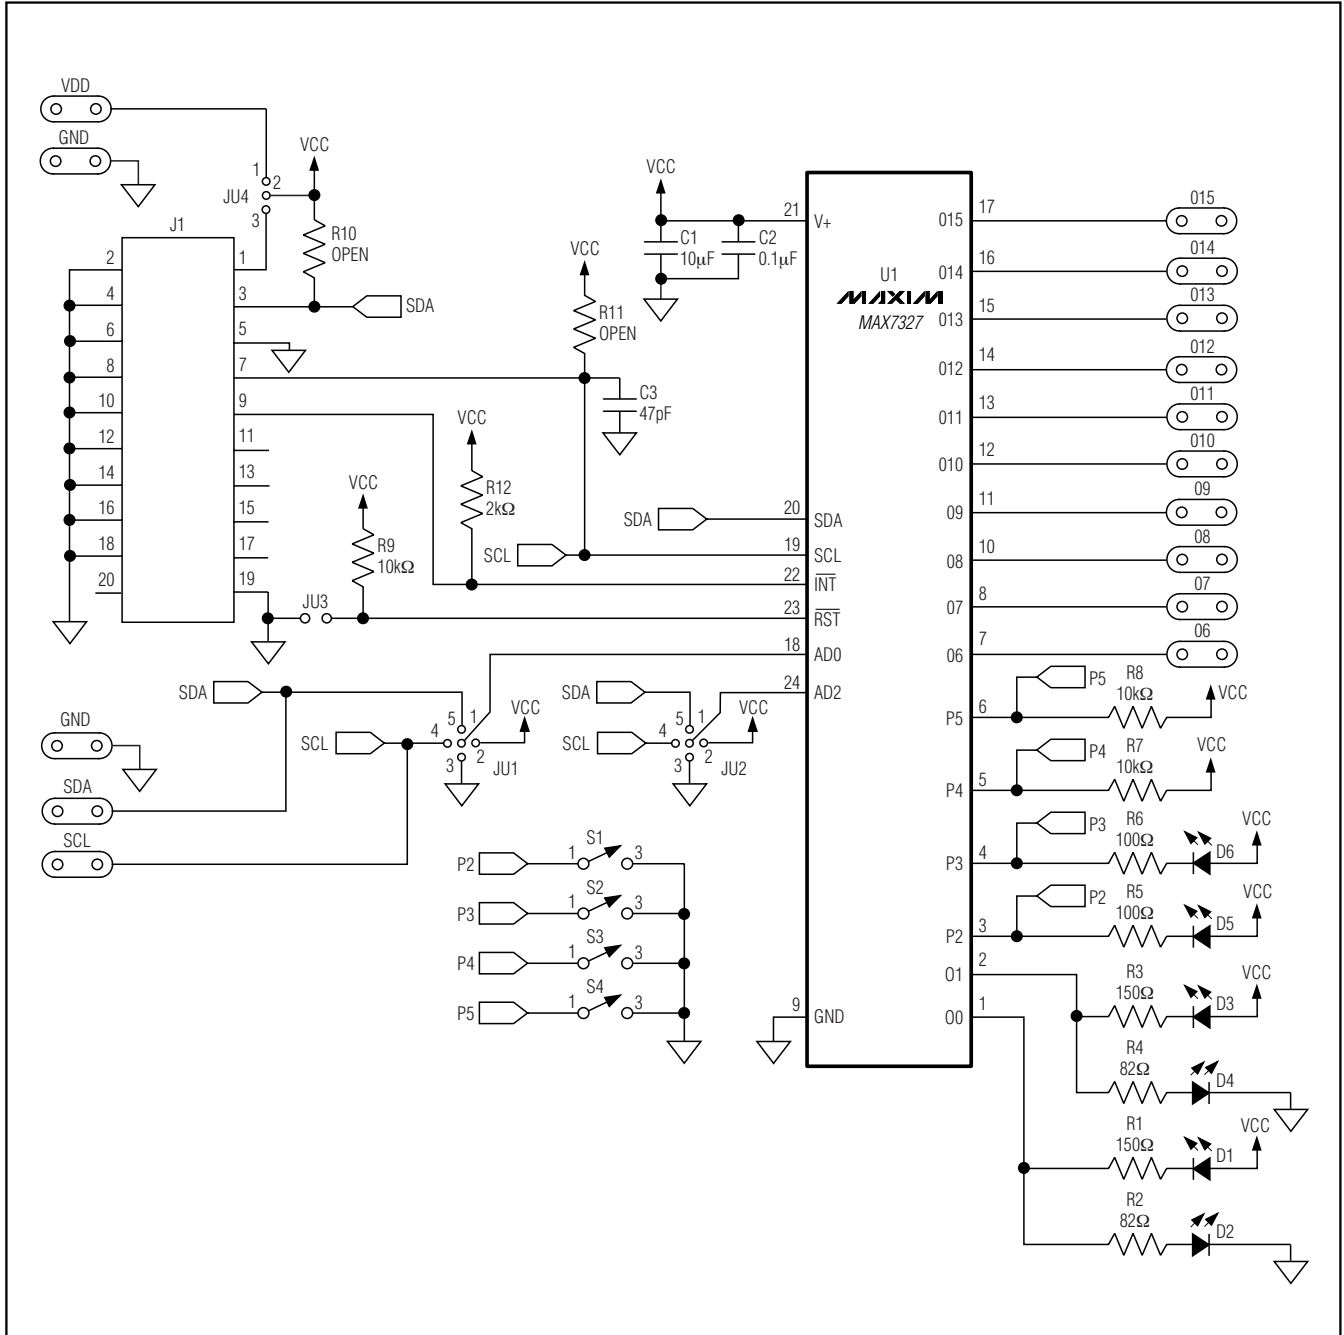 VDD
GND
VCC
1
2
JU4
3
J1
R10
OPEN
SDA
2
4
6
8
10
12
14
16
18
20
1
3
5
7
9
11
13
15
17
19
VCC
R11
OPEN
C3
47pF
VCC
R12
2kΩ
VCC
R9
10kΩ
JU3
VCC
C1
10µF
C2
0.1µF
SDA
SCL
U1
MAXIM
MAX7327
21
V+
20
SDA
19
SCL
22
INT
23
RST
18
AD0
24
AD2
9
GND
O15
17
O15
O14
16
O14
O13
15
O13
O12
14
O12
O11
13
O11
O10
12
O10
O9
11
O9
O8
10
O8
O7
8
O7
O6
7
O6
P5
6
P5
R8
10kΩ
VCC
P4
5
P4
R7
10kΩ
VCC
P3
4
P3
R6
100Ω
D6
VCC
P2
3
P2
R5
100Ω
D5
VCC
O1
2
R3
150Ω
D3
VCC
O0
1
R4
82Ω
D4
R1
150Ω
D1
VCC
R2
82Ω
D2
SDA
SCL
5
1
4
2
3
VCC
JU1
SDA
SCL
5
1
4
2
3
VCC
JU2
GND
SDA
SCL
P2
1
S1
3
P3
1
S2
3
P4
1
S3
3
P5
1
S4
3